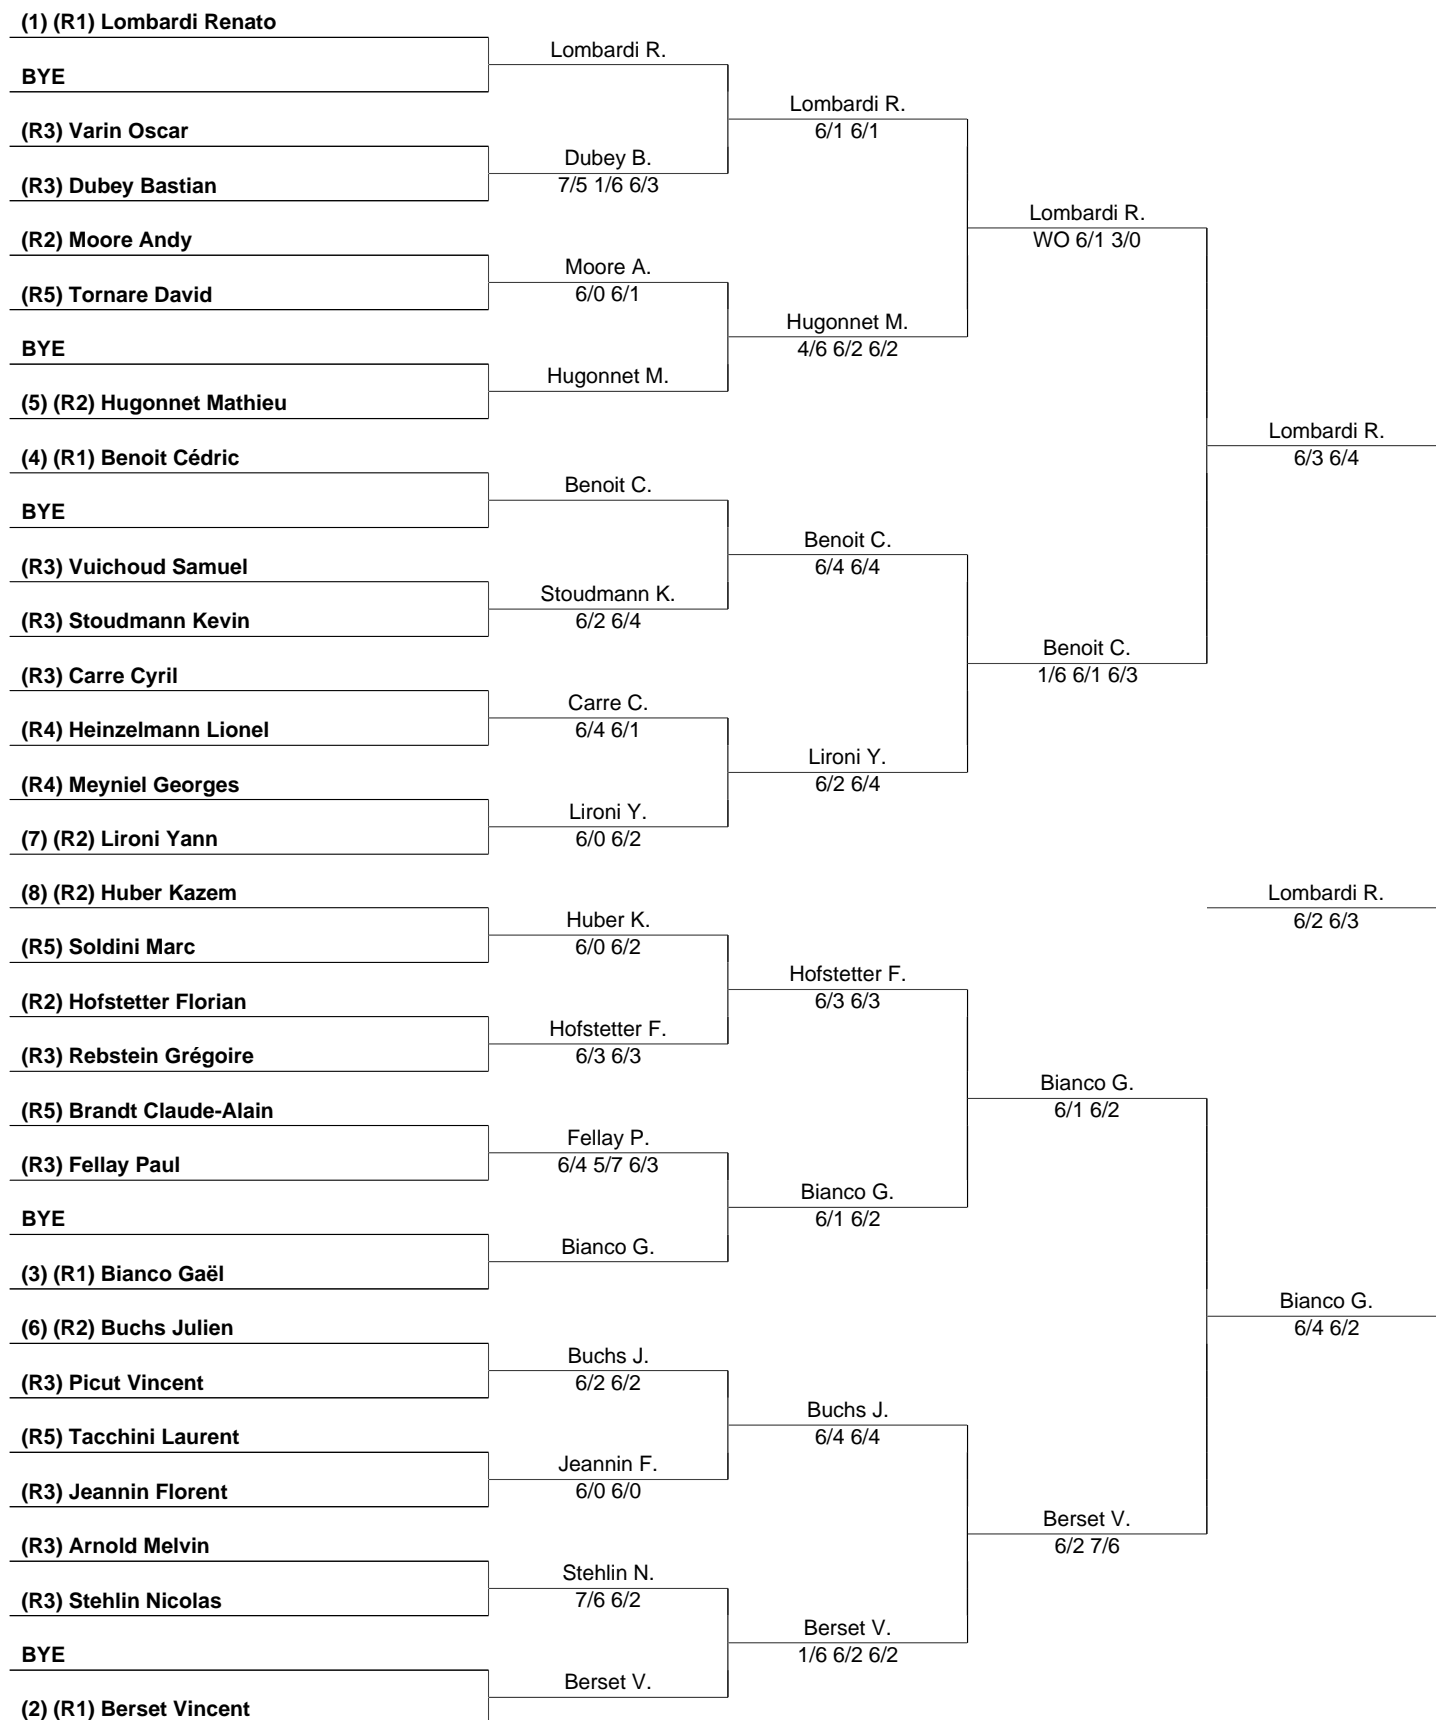 (1) (R1) Lombardi Renato
Lombardi R.
BYE
Lombardi R.
6/1 6/1
(R3) Varin Oscar
Dubey B.
7/5 1/6 6/3
(R3) Dubey Bastian
Lombardi R.
WO 6/1 3/0
(R2) Moore Andy
Moore A.
6/0 6/1
(R5) Tornare David
Hugonnet M.
4/6 6/2 6/2
BYE
Hugonnet M.
(5) (R2) Hugonnet Mathieu
Lombardi R.
6/3 6/4
(4) (R1) Benoit Cédric
Benoit C.
BYE
Benoit C.
6/4 6/4
(R3) Vuichoud Samuel
Stoudmann K.
6/2 6/4
(R3) Stoudmann Kevin
Benoit C.
1/6 6/1 6/3
(R3) Carre Cyril
Carre C.
6/4 6/1
(R4) Heinzelmann Lionel
Lironi Y.
6/2 6/4
(R4) Meyniel Georges
Lironi Y.
6/0 6/2
(7) (R2) Lironi Yann
(8) (R2) Huber Kazem
Lombardi R.
6/2 6/3
Huber K.
6/0 6/2
(R5) Soldini Marc
Hofstetter F.
6/3 6/3
(R2) Hofstetter Florian
Hofstetter F.
6/3 6/3
(R3) Rebstein Grégoire
Bianco G.
6/1 6/2
(R5) Brandt Claude-Alain
Fellay P.
6/4 5/7 6/3
(R3) Fellay Paul
Bianco G.
6/1 6/2
BYE
Bianco G.
(3) (R1) Bianco Gaël
Bianco G.
6/4 6/2
(6) (R2) Buchs Julien
Buchs J.
6/2 6/2
(R3) Picut Vincent
Buchs J.
6/4 6/4
(R5) Tacchini Laurent
Jeannin F.
6/0 6/0
(R3) Jeannin Florent
Berset V.
6/2 7/6
(R3) Arnold Melvin
Stehlin N.
7/6 6/2
(R3) Stehlin Nicolas
Berset V.
1/6 6/2 6/2
BYE
Berset V.
(2) (R1) Berset Vincent